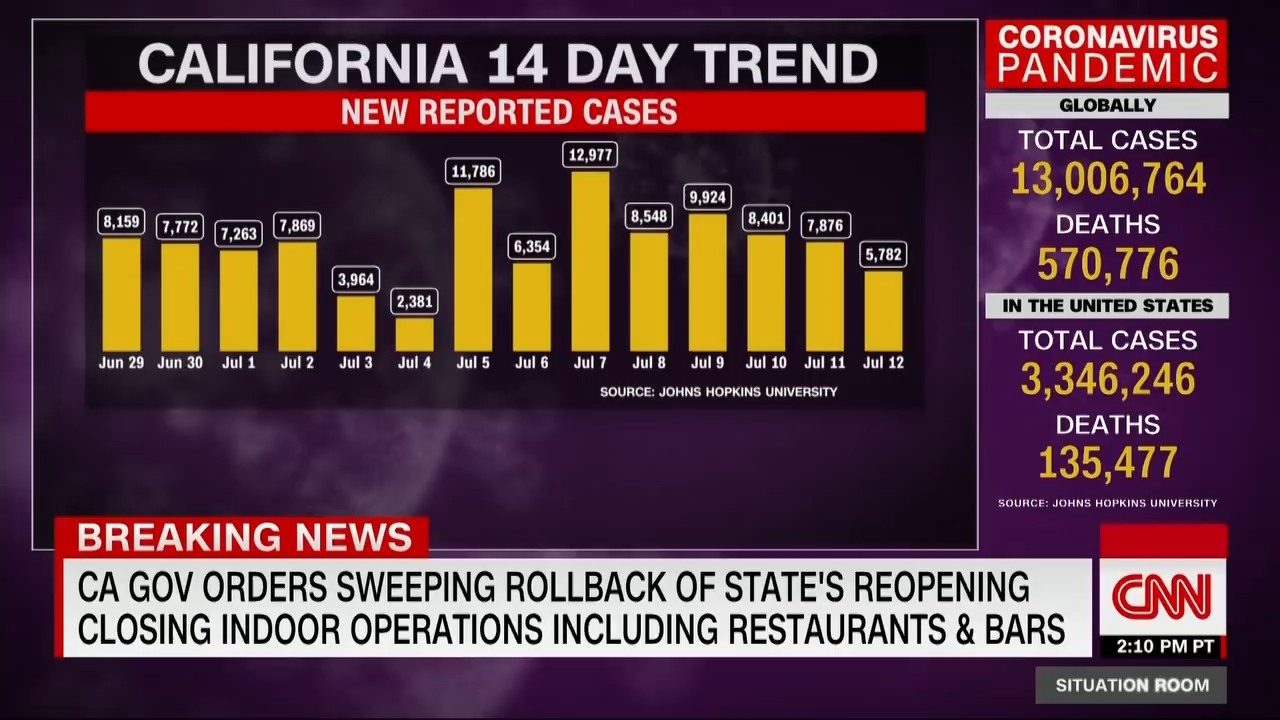 CALIFORNIA 14 DAY TREND
NEW REPORTED CASES
8,159
7,772
7,263
7,869
3,964
2,381
11,786
6,354
12,977
8,548
9,924
8,401
7,876
5,782
Jun 29 Jun 30 Jul 1 Jul 2 Jul 3 Jul 4 Jul 5 Jul 6 Jul 7 Jul 8 Jul 9 Jul 10 Jul 11 Jul 12
SOURCE: JOHNS HOPKINS UNIVERSITY
CORONAVIRUS
PANDEMIC
GLOBALLY
TOTAL CASES
13,006,764
DEATHS
570,776
IN THE UNITED STATES
TOTAL CASES
3,346,246
DEATHS
135,477
SOURCE: JOHNS HOPKINS UNIVERSITY
BREAKING NEWS
CA GOV ORDERS SWEEPING ROLLBACK OF STATE'S REOPENING
CLOSING INDOOR OPERATIONS INCLUDING RESTAURANTS & BARS
CNN
2:10 PM PT
SITUATION ROOM